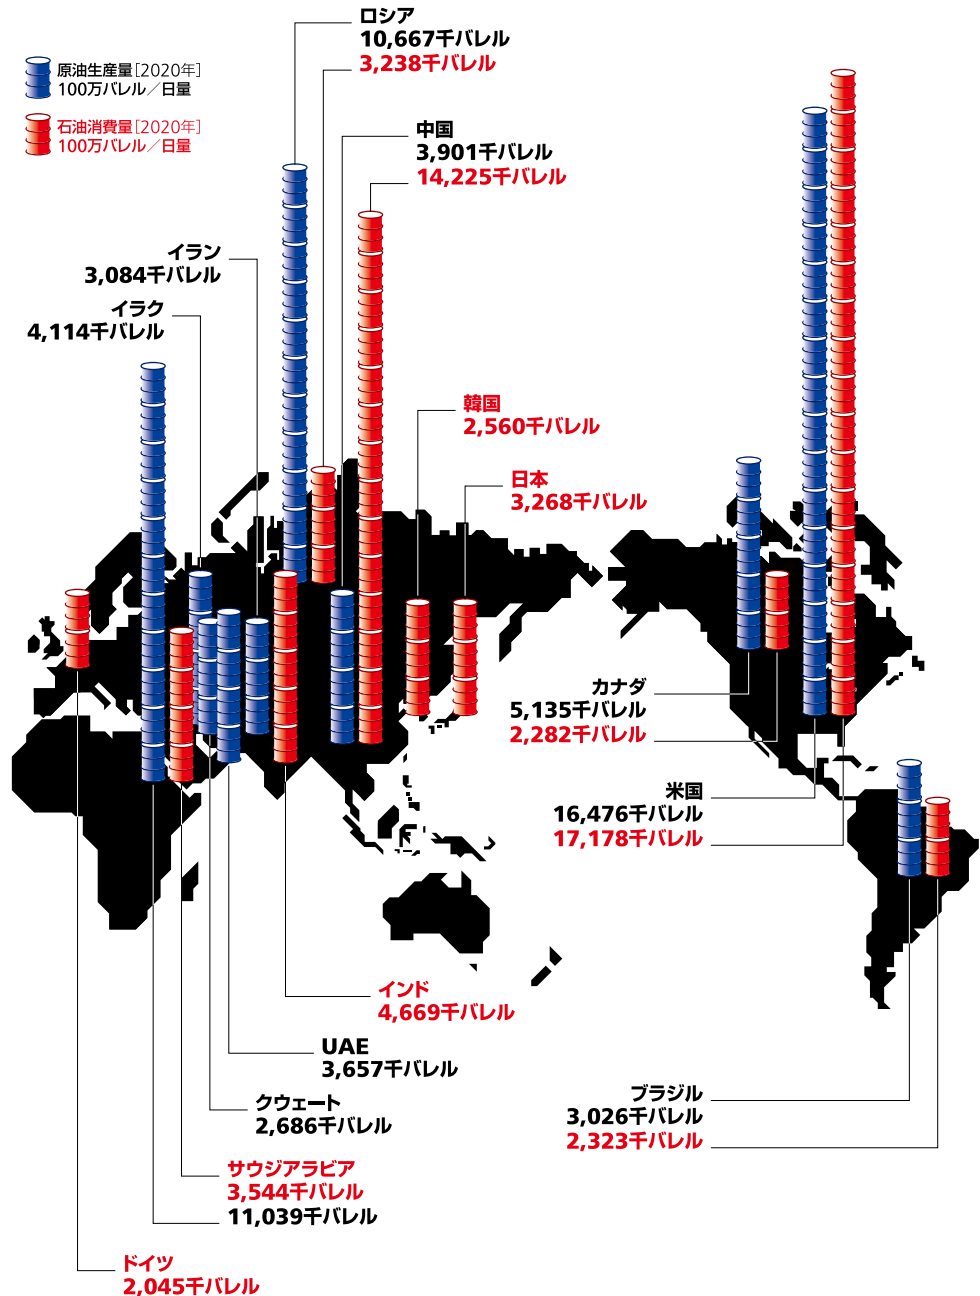 原油生産量[2020年]
100万バレル／日量
石油消費量[2020年]
100万バレル／日量
ロシア
10,667千バレル
3,238千バレル
中国
3,901千バレル
14,225千バレル
イラン
3,084千バレル
イラク
4,114千バレル
韓国
2,560千バレル
日本
3,268千バレル
カナダ
5,135千バレル
2,282千バレル
米国
16,476千バレル
17,178千バレル
インド
4,669千バレル
UAE
3,657千バレル
クウェート
2,686千バレル
サウジアラビア
3,544千バレル
11,039千バレル
ドイツ
2,045千バレル
ブラジル
3,026千バレル
2,323千バレル